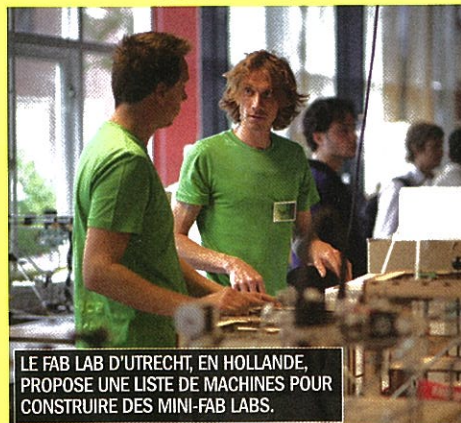 LE FAB LAB D'UTRECHT, EN HOLLANDE,
PROPOSE UNE LISTE DE MACHINES POUR
CONSTRUIRE DES MINI-FAB LABS.